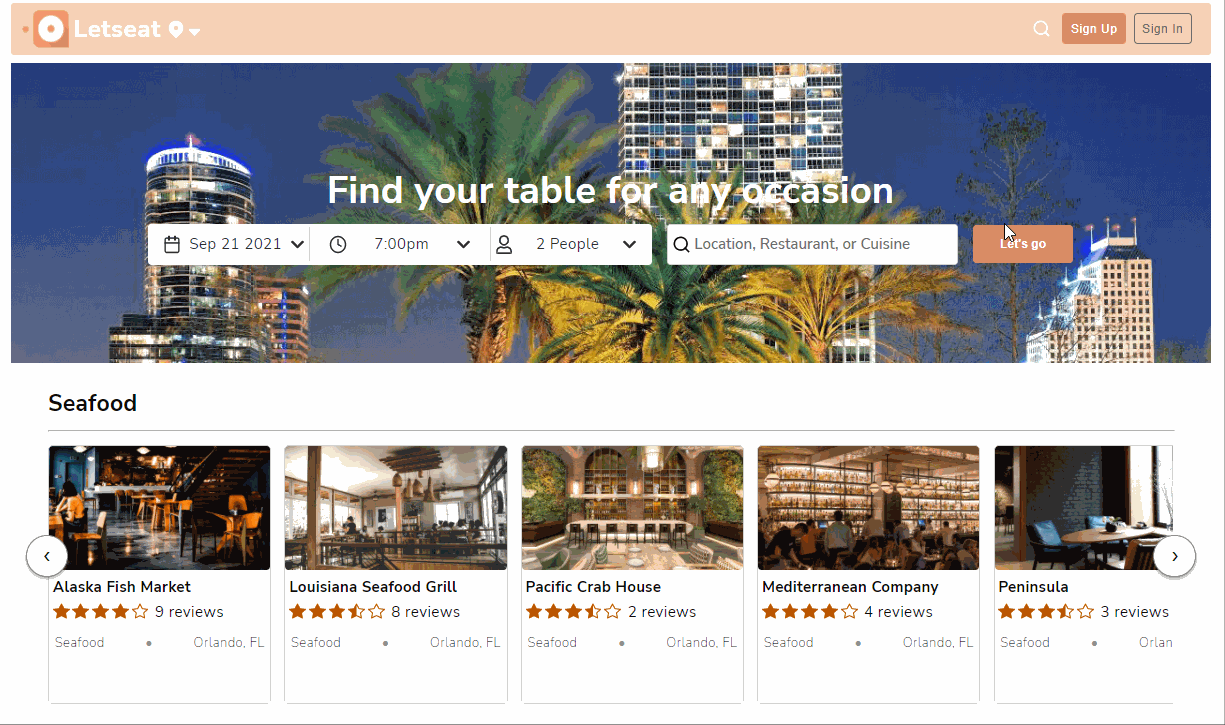 Letseat
Sign Up
Sign In
Find your table for any occasion
Sep 21 2021
7:00pm
2 People
Location, Restaurant, or Cuisine
Let's go
Seafood
Alaska Fish Market
9 reviews
Seafood • Orlando, FL
Louisiana Seafood Grill
8 reviews
Seafood • Orlando, FL
Pacific Crab House
2 reviews
Seafood • Orlando, FL
Mediterranean Company
4 reviews
Seafood • Orlando, FL
Peninsula
3 reviews
Seafood • Orlan